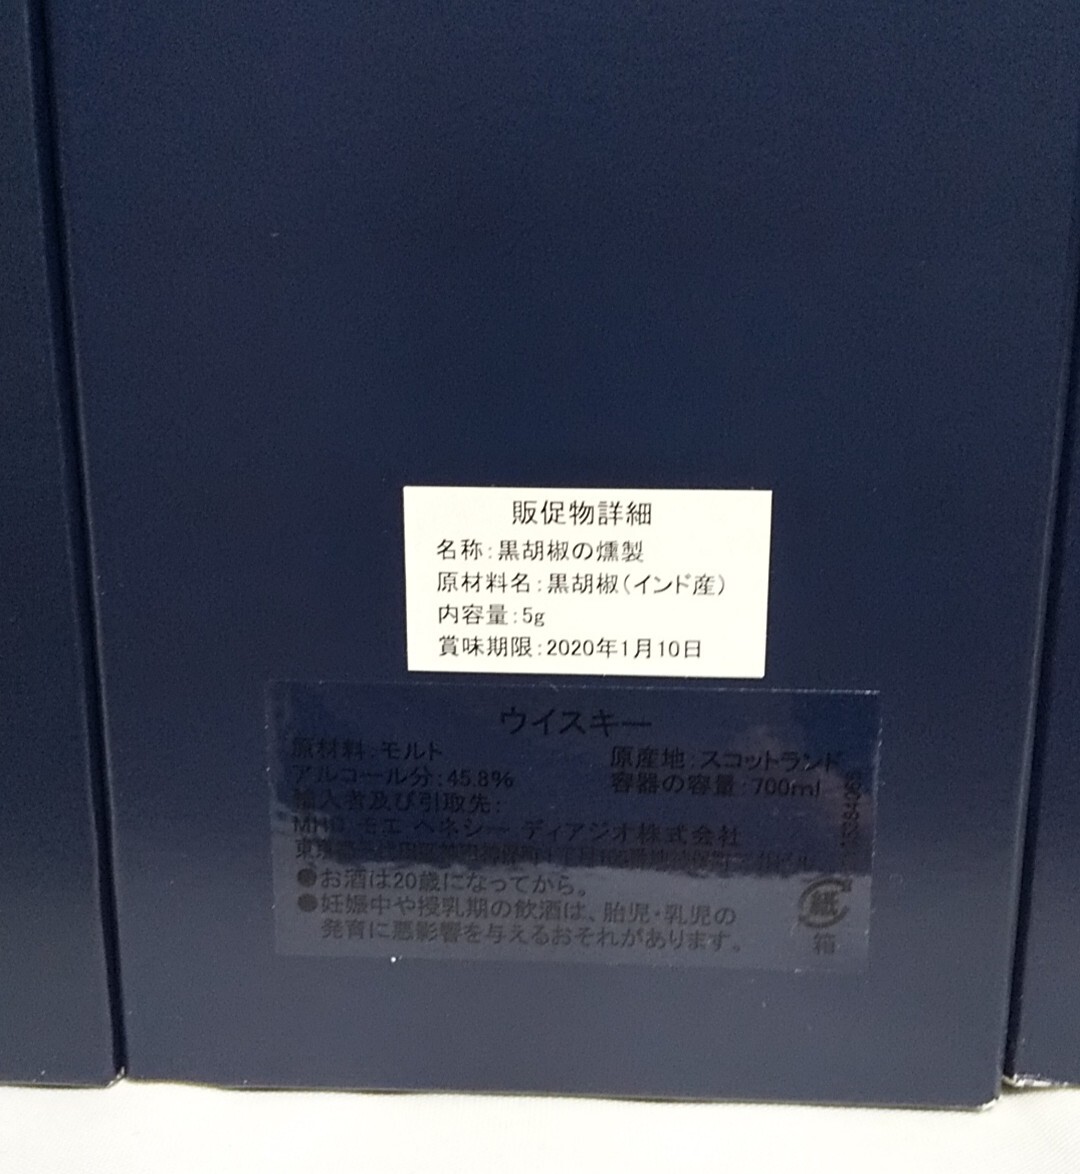 販促物詳細
名称:黒胡椒の燻製
原材料名:黒胡椒(インド産)
内容量:5g
賞味期限:2020年1月10日
ウイスキー
原材料:モルト 原産地:スコットランド
アルコール分:45.8% 容器の容量:700ml
輸入者及び引取先:
MHD モエ ヘネシー ディアジオ株式会社
●お酒は20歳になってから。
●妊娠中や授乳期の飲酒は、胎児・乳児の
発育に悪影響を与えるおそれがあります。
紙
箱